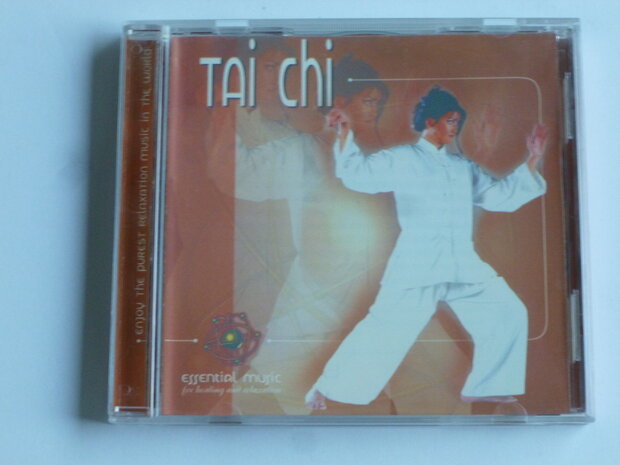 Tai Chi
enjoy the purest relaxation music in the world
essential music
for healing and relaxation